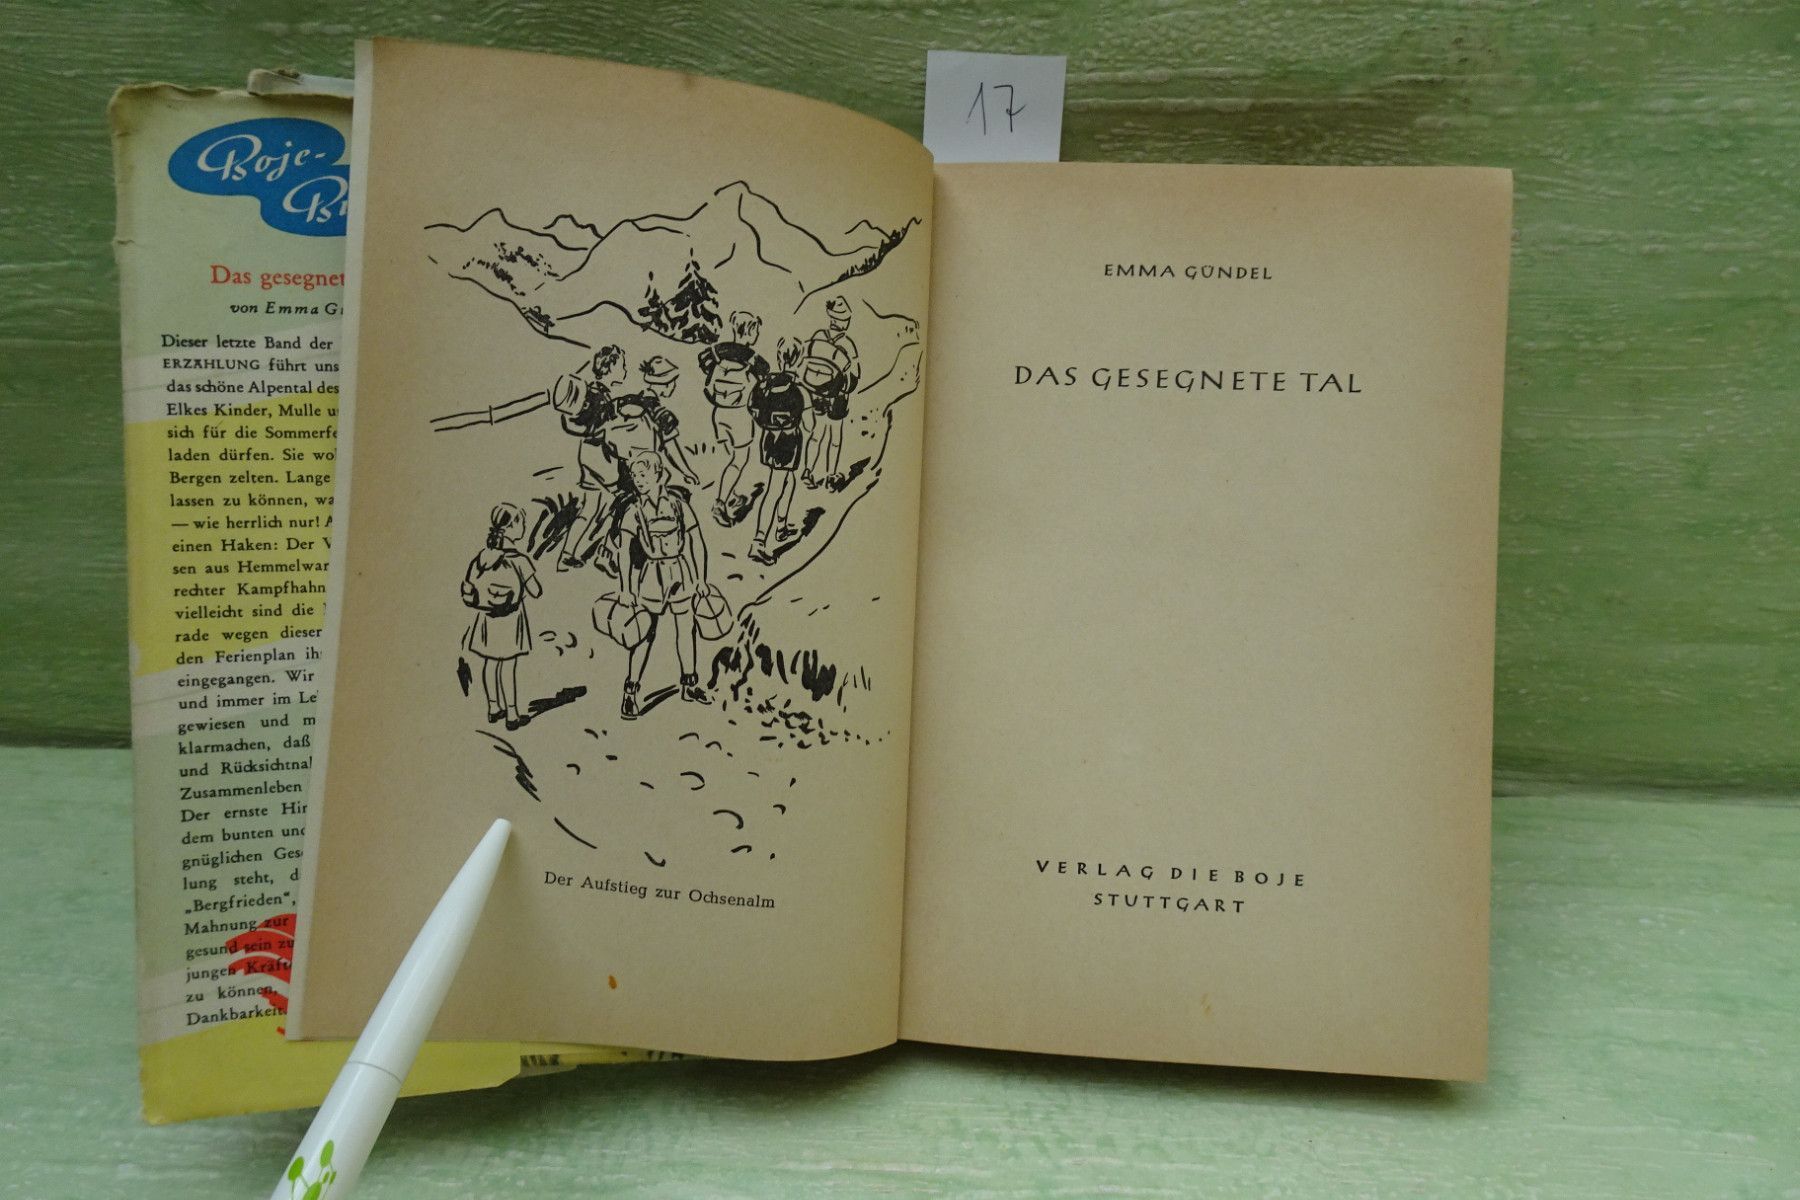 Boje-
Das gesegnet
von Emma G
Dieser letzte Band der
ERZÄHLUNG führt uns
das schöne Alpental des
Elkes Kinder, Mulle u
sich für die Sommerfe
laden dürfen. Sie wol
Bergen zelten. Lange
lassen zu können, wa
— wie herrlich nur! A
einen Haken: Der V
sen aus Hemmelwar
rechter Kampfhahn
vielleicht sind die
rade wegen dieser
den Ferienplan ih
eingegangen. Wir
und immer im Le
gewiesen und m
klarmachen, daß
und Rücksichtnal
Zusammenleben
Der ernste Hin
dem bunten und
gnüglichen Ges
lung steht, d
„Bergfrieden“,
Mahnung zur
gesund sein zu
jungen Kräft
zu können,
Dankbarkeit
Der Aufstieg zur Ochsenalm
17
EMMA GÜNDEL
DAS GESEGNETE TAL
VERLAG DIE BOJE
STUTTGART